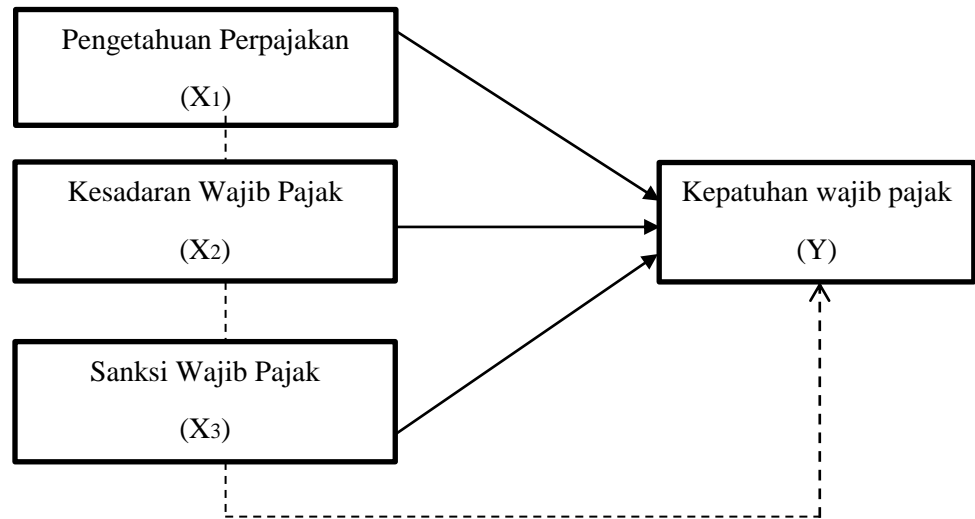 Pengetahuan Perpajakan
(X1)
Kesadaran Wajib Pajak
(X2)
Sanksi Wajib Pajak
(X3)
Kepatuhan wajib pajak
(Y)